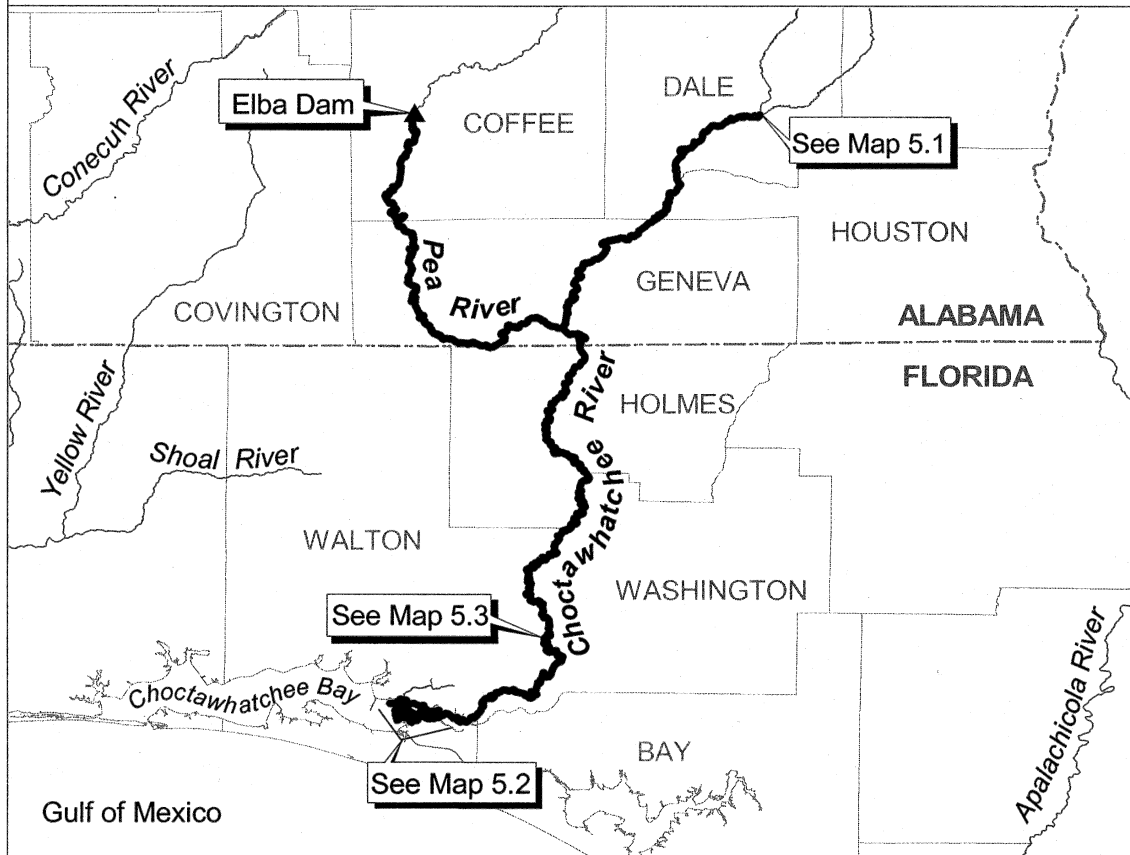 Conecuh River
Elba Dam
COFFEE
DALE
See Map 5.1
HOUSTON
Pea
River
GENEVA
COVINGTON
ALABAMA
FLORIDA
Yellow River
Shoal River
HOLMES
Choctawhatchee River
WALTON
WASHINGTON
See Map 5.3
Choctawhatchee Bay
Apalachicola River
BAY
See Map 5.2
Gulf of Mexico